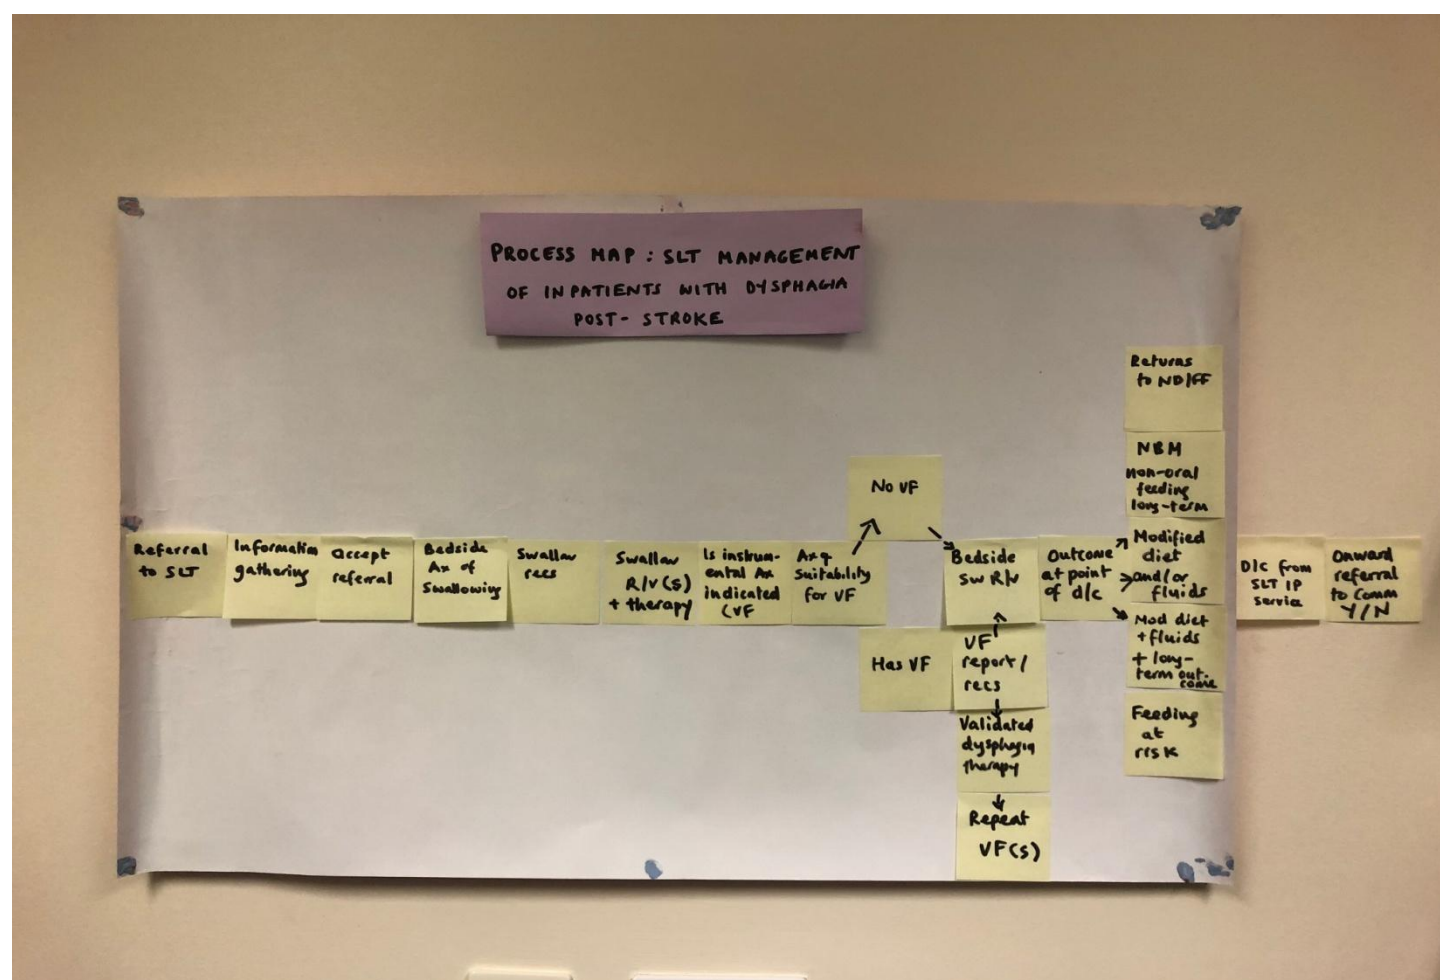 PROCESS MAP : SLT MANAGEMENT
OF INPATIENTS WITH DYSPHAGIA
POST- STROKE
Referral
to SLT
Information
gathering
accept
referral
Bedside
Ax of
Swallowing
Swallow
recs
Swallow
R/v(s)
+ therapy
Is instrum-
ental Ax
indicated
(VF
Ax of
Suitability
for VF
No VF
Has VF
Bedside
SW R/v
VF
report /
recs
Validated
dysphagia
therapy
Repeat
VF(s)
Outcome
at point
of d/c
Returns
to ND/FF
NBM
non-oral
feeding
long-term
Modified
diet
and/or
fluids
Mod diet
+ fluids
+ long-
term out-
come
Feeding
at
risk
D/c from
SLT IP
service
Onward
referral
to Comm
Y/N